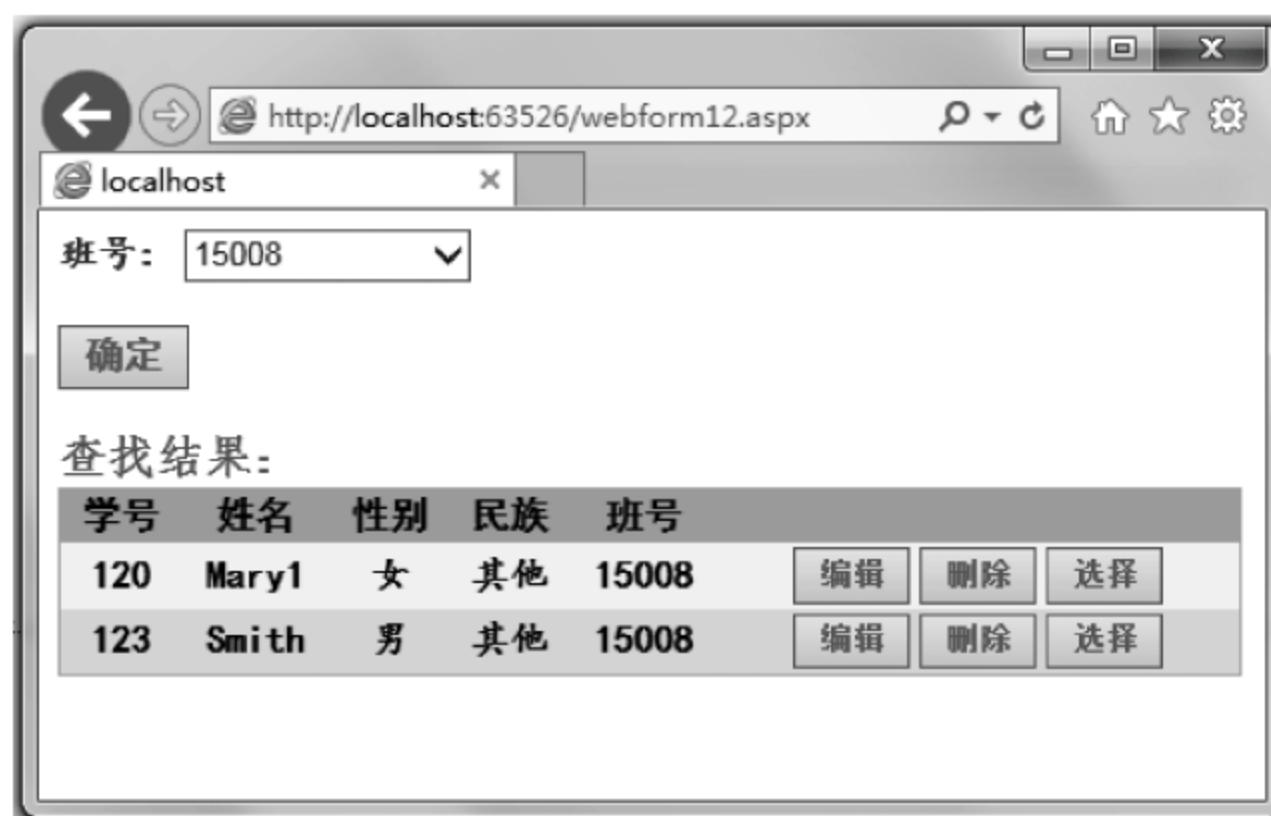 http://localhost:63526/webform12.aspx
localhost
班号： 15008
确定
查找结果：
学号 姓名 性别 民族 班号
120 Mary1 女 其他 15008 编辑 删除 选择
123 Smith 男 其他 15008 编辑 删除 选择